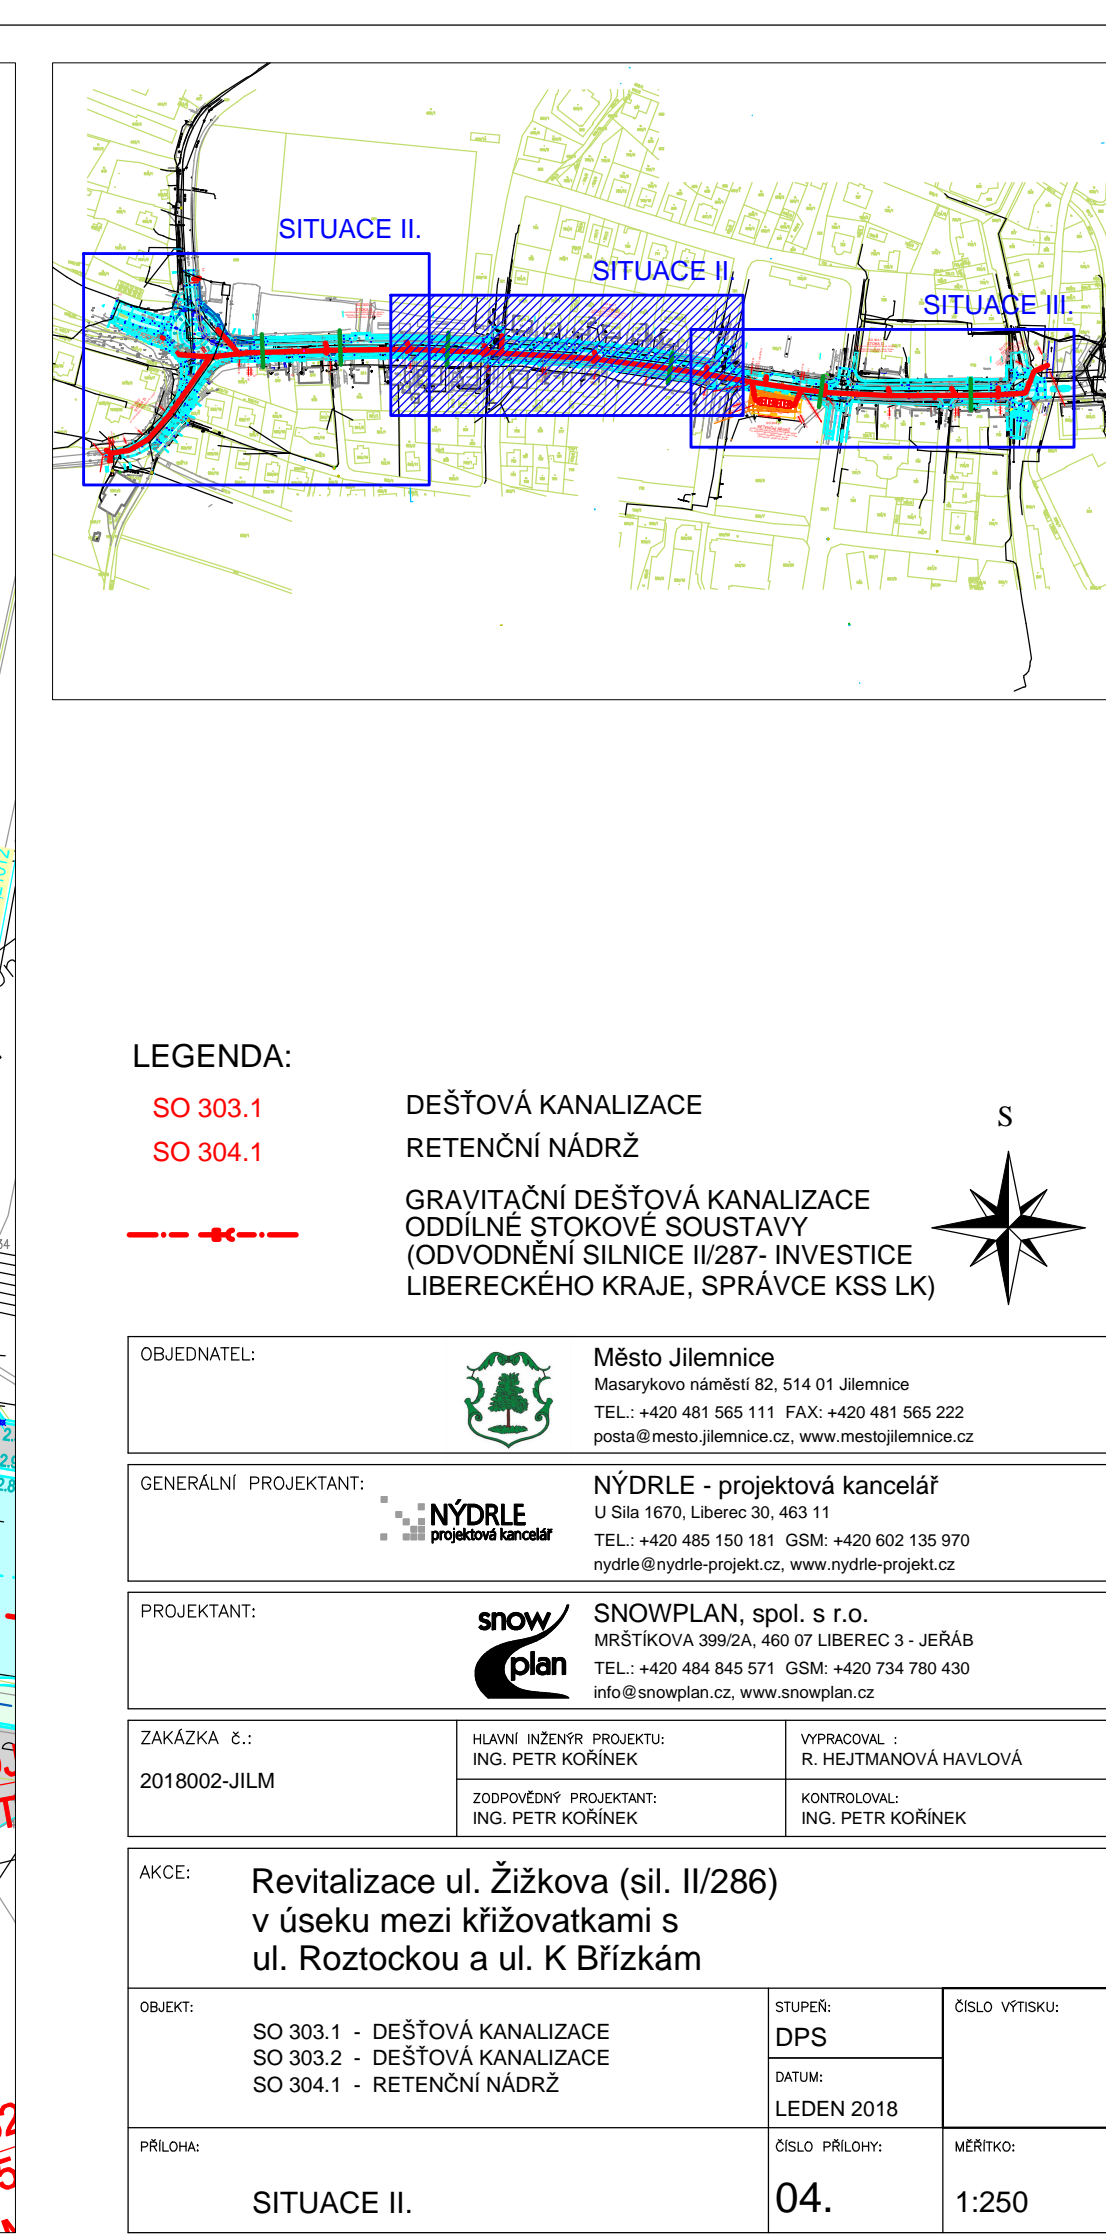 SITUACE II.
SITUACE II.
SITUACE III.
LEGENDA:
SO 303.1 DEŠŤOVÁ KANALIZACE
SO 304.1 RETENČNÍ NÁDRŽ
GRAVITAČNÍ DEŠŤOVÁ KANALIZACE
ODDÍLNÉ STOKOVÉ SOUSTAVY
(ODVODNĚNÍ SILNICE II/287- INVESTICE
LIBERECKÉHO KRAJE, SPRÁVCE KSS LK)
S
OBJEDNATEL:
Město Jilemnice
Masarykovo náměstí 82, 514 01 Jilemnice
TEL.: +420 481 565 111 FAX: +420 481 565 222
posta@mesto.jilemnice.cz, www.mestojilemnice.cz
GENERÁLNÍ PROJEKTANT:
NÝDRLE
projektová kancelář
NÝDRLE - projektová kancelář
U Sila 1670, Liberec 30, 463 11
TEL.: +420 485 150 181 GSM: +420 602 135 970
nydrle@nydrle-projekt.cz, www.nydrle-projekt.cz
PROJEKTANT:
snow
plan
SNOWPLAN, spol. s r.o.
MRŠTÍKOVA 399/2A, 460 07 LIBEREC 3 - JEŘÁB
TEL.: +420 484 845 571 GSM: +420 734 780 430
info@snowplan.cz, www.snowplan.cz
ZAKÁZKA č.:
2018002-JILM
HLAVNÍ INŽENÝR PROJEKTU:
ING. PETR KOŘÍNEK
VYPRACOVAL :
R. HEJTMANOVÁ HAVLOVÁ
ZODPOVĚDNÝ PROJEKTANT:
ING. PETR KOŘÍNEK
KONTROLOVAL:
ING. PETR KOŘÍNEK
AKCE:
Revitalizace ul. Žižkova (sil. II/286)
v úseku mezi křižovatkami s
ul. Roztockou a ul. K Břízkám
OBJEKT:
SO 303.1 - DEŠŤOVÁ KANALIZACE
SO 303.2 - DEŠŤOVÁ KANALIZACE
SO 304.1 - RETENČNÍ NÁDRŽ
STUPEŇ:
DPS
DATUM:
LEDEN 2018
ČÍSLO VÝTISKU:
PŘÍLOHA:
SITUACE II.
ČÍSLO PŘÍLOHY:
04.
MĚŘÍTKO:
1:250